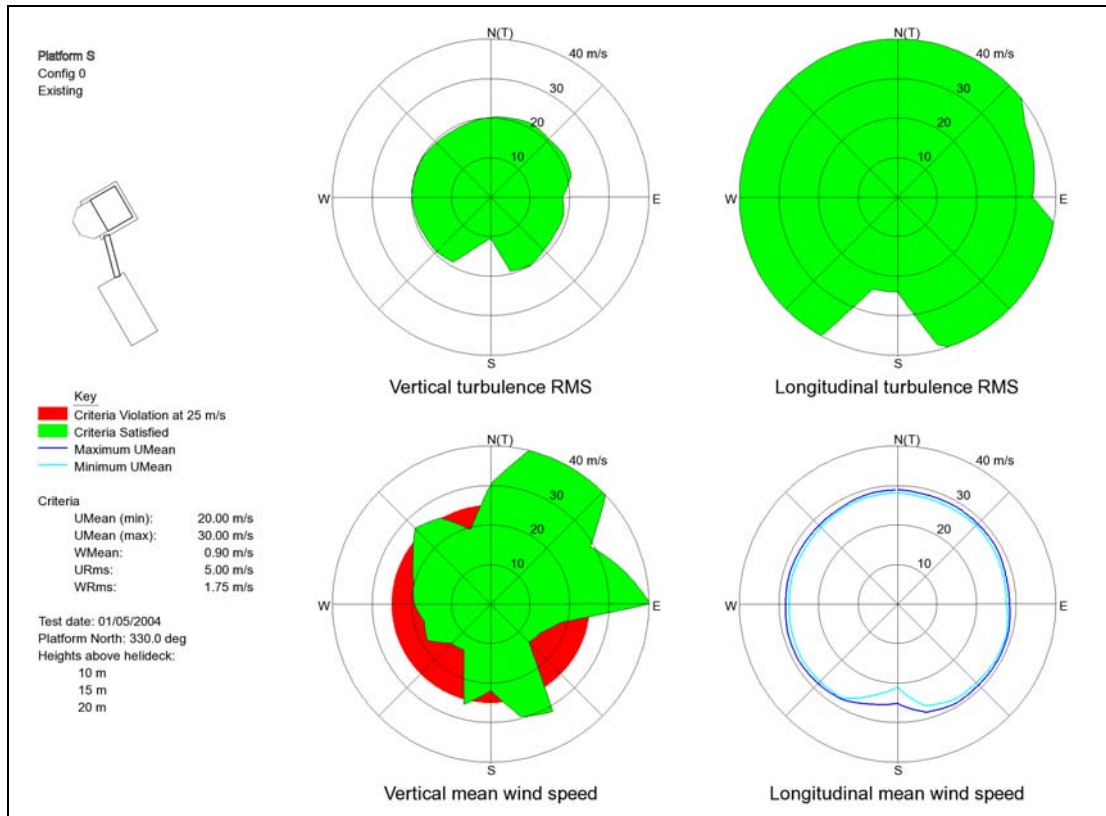 Platform S
Config 0
Existing
N(T)
40 m/s
30
20
10
W
E
S
Vertical turbulence RMS
N(T)
40 m/s
30
20
10
W
E
S
Longitudinal turbulence RMS
Key
Criteria Violation at 25 m/s
Criteria Satisfied
Maximum UMean
Minimum UMean
Criteria
UMean (min): 20.00 m/s
UMean (max): 30.00 m/s
WMean: 0.90 m/s
URms: 5.00 m/s
WRms: 1.75 m/s
Test date: 01/05/2004
Platform North: 330.0 deg
Heights above helideck:
10 m
15 m
20 m
N(T)
40 m/s
30
20
10
W
E
S
Vertical mean wind speed
N(T)
40 m/s
30
20
10
W
E
S
Longitudinal mean wind speed